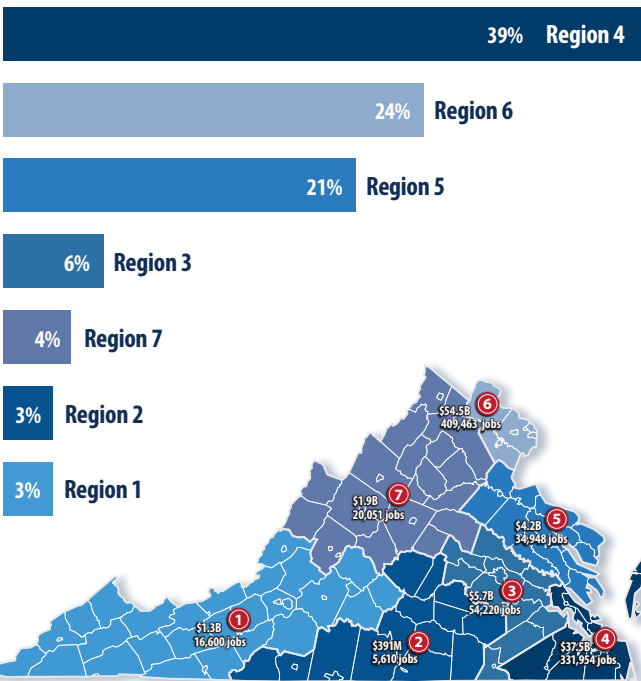 39% Region 4
24% Region 6
21% Region 5
6% Region 3
4% Region 7
3% Region 2
3% Region 1
6
$54.5B
409,463 jobs
7
$1.9B
20,051 jobs
5
$4.2B
34,948 jobs
3
$5.7B
54,220 jobs
1
$1.3B
16,600 jobs
2
$391M
5,610 jobs
4
$37.5B
331,954 jobs